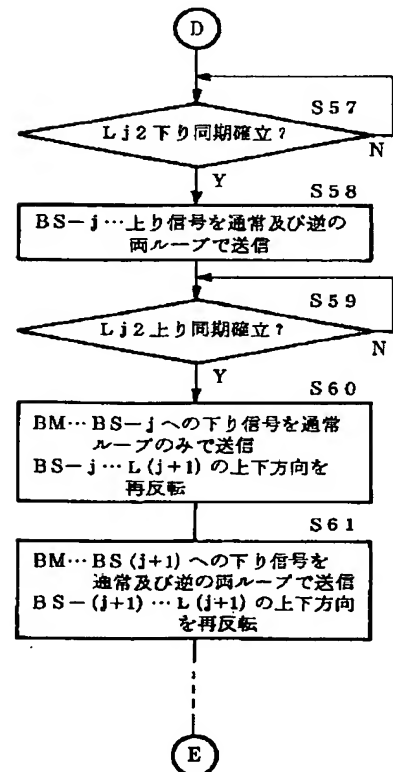 D
S57
Lj2下り同期確立?
N
Y
S58
BS-j…上り信号を通常及び逆の
両ループで送信
S59
Lj2上り同期確立?
N
Y
S60
BM…BS-jへの下り信号を通常
ループのみで送信
BS-j…L(j+1)の上下方向を
再反転
S61
BM…BS(j+1)への下り信号を
通常及び逆の両ループで送信
BS-(j+1)…L(j+1)の上下方向
を再反転
E